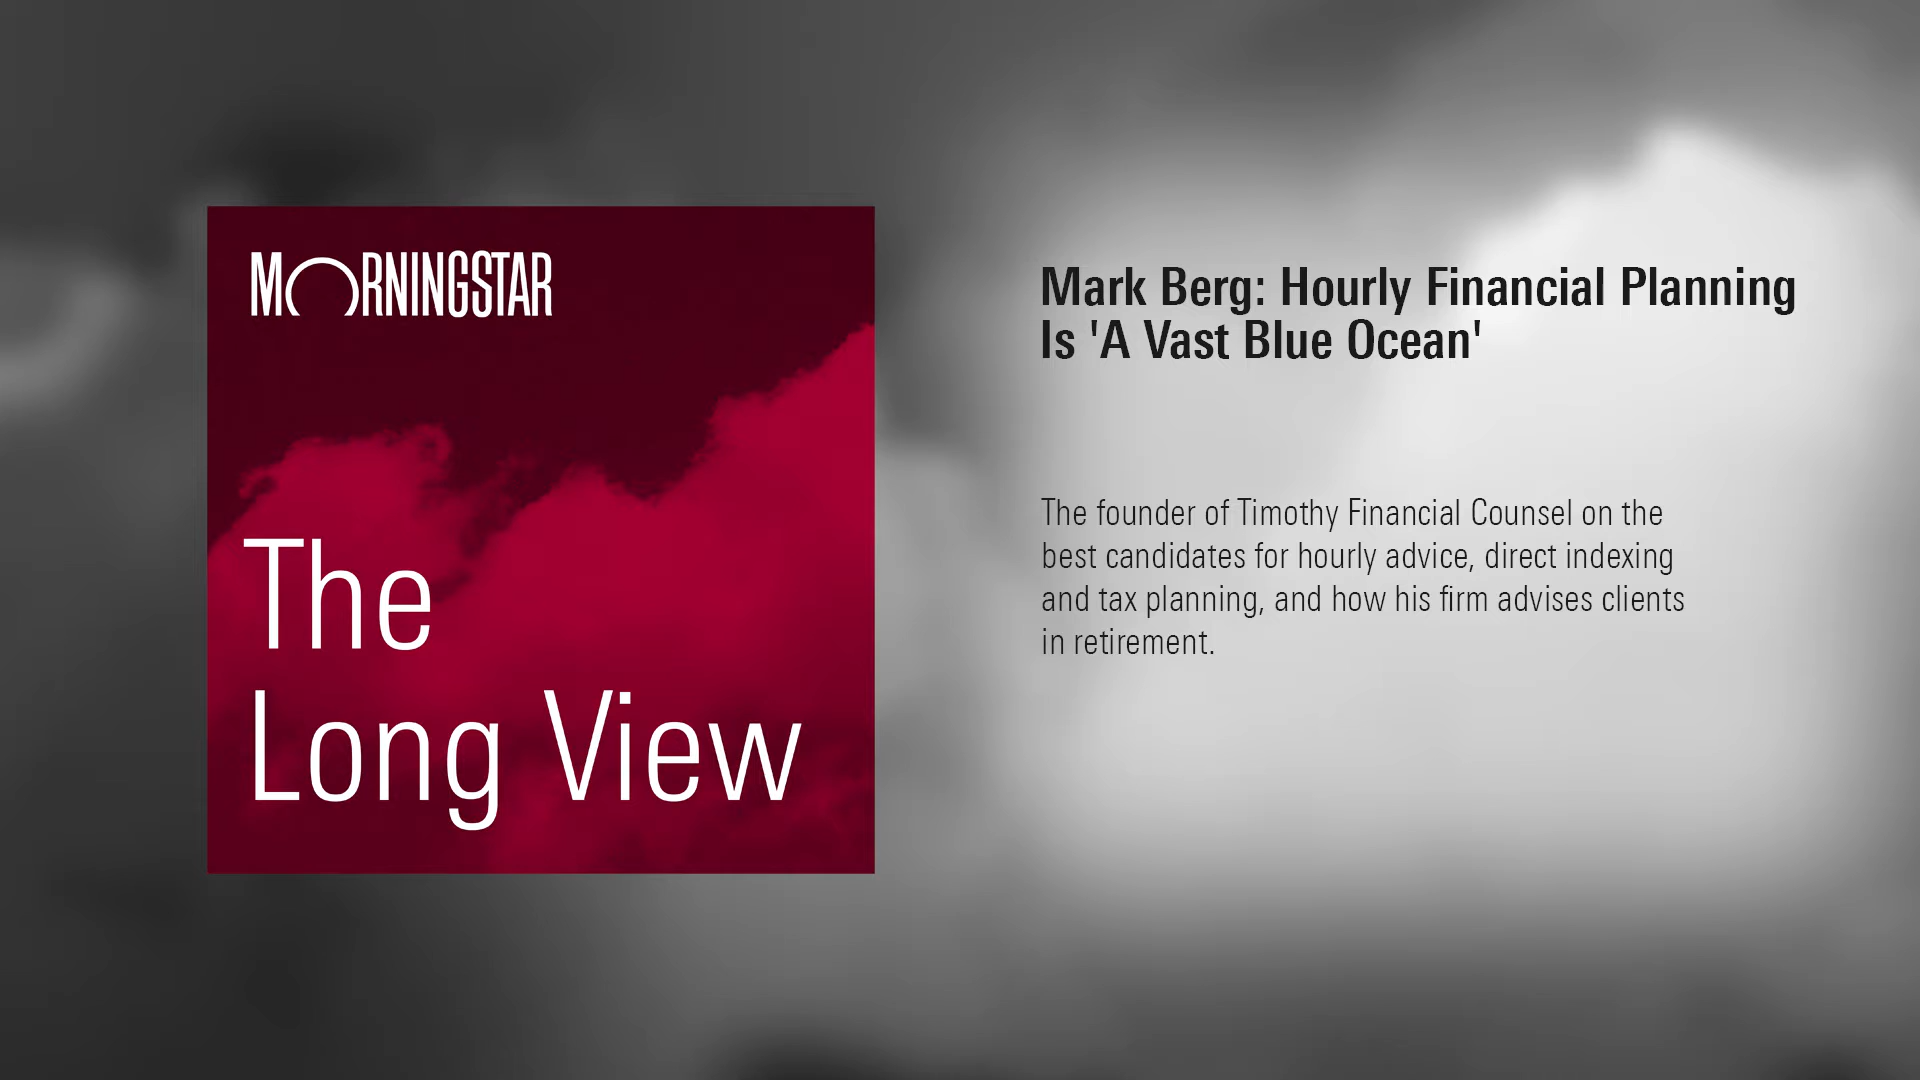 MORNINGSTAR
The
Long View
Mark Berg: Hourly Financial Planning
Is 'A Vast Blue Ocean'
The founder of Timothy Financial Counsel on the
best candidates for hourly advice, direct indexing
and tax planning, and how his firm advises clients
in retirement.